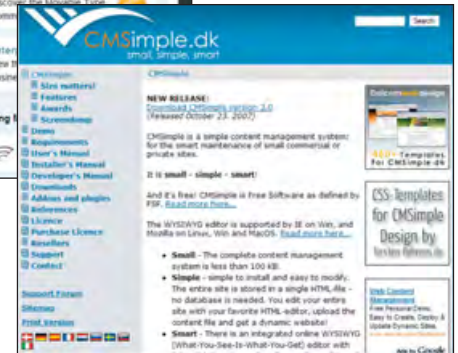 CMSimple.dk
small, simple, smart
Search
CMSimple
Size matters!
Features
Awards
Screendump
Demo
Requirements
User's Manual
Installer's Manual
Developer's Manual
Downloads
Addons and plugins
References
Licence
Purchase Licence
Resellers
Support
Contact
Support Forum
Sitemap
Print Version
CMSimple
NEW RELEASE:
Download CMSimple version 3.0
(Released October 23. 2007)
CMSimple is a simple content management system:
for the smart maintenance of small commercial or
private sites.
It is small - simple - smart!
And it's free! CMSimple is Free Software as defined by
FSF. Read more here...
The WYSIWYG editor is supported by IE on Win, and
Mozilla on Linux, Win and MacOS. Read more here...
• Small - The complete content management
system is less than 100 KB.
• Simple - simple to install and easy to modify.
The entire site is stored in a single HTML-file -
no database is needed. You edit your entire
site with your favorite HTML-editor, upload the
content file and get a dynamic website!
• Smart - There is an integrated online WYSIWYG
(What-You-See-Is-What-You-Get) editor with
Templates
For CMSimple.dk
CSS-Templates
for CMSimple
Design by
Web Content
Management
Free Personal Demo,
Easy to Create, Deploy &
Update Dynamic Sites.
Ads by Google